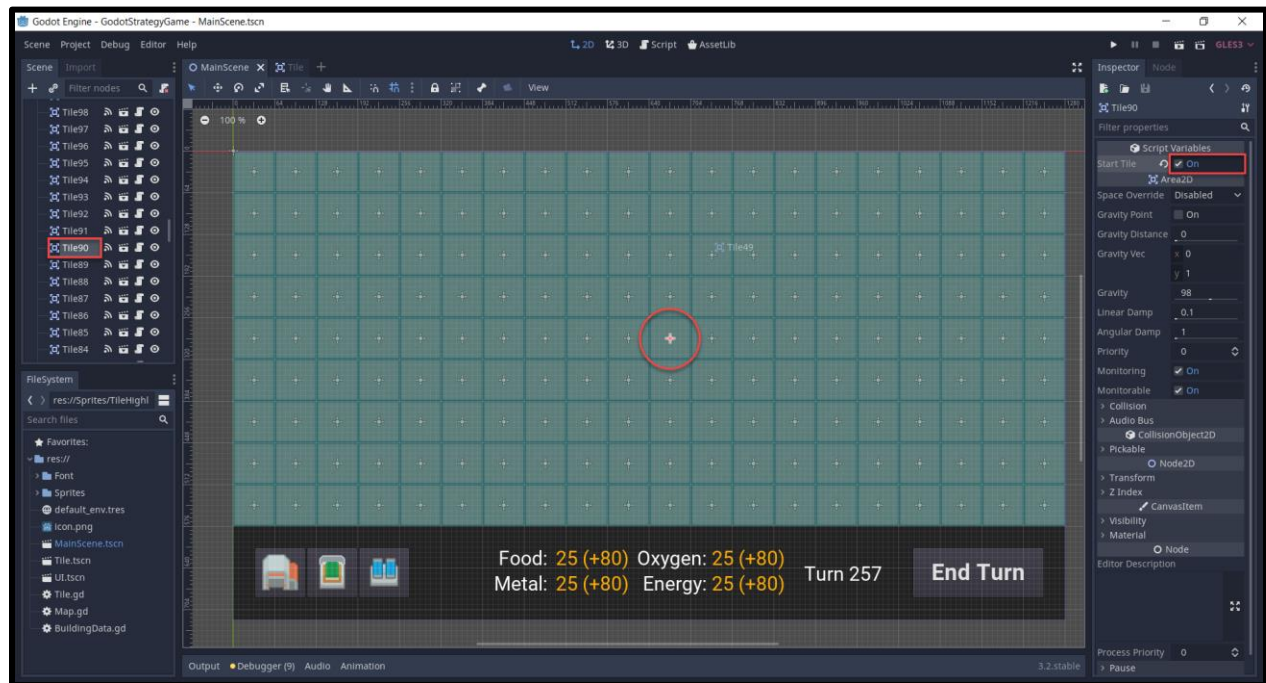 Godot Engine - GodotStrategyGame - MainScene.tscn
Scene Project Debug Editor Help
2D 3D Script AssetLib
GLES3
Scene Import
Filter nodes
Tile98
Tile97
Tile96
Tile95
Tile94
Tile93
Tile92
Tile91
Tile90
Tile89
Tile88
Tile87
Tile86
Tile85
Tile84
FileSystem
res://Sprites/TileHighl
Search files
Favorites:
res://
Font
Sprites
default_env.tres
icon.png
MainScene.tscn
Tile.tscn
UI.tscn
Tile.gd
Map.gd
BuildingData.gd
MainScene Tile
View
100 %
Tile49
Food: 25 (+80) Oxygen: 25 (+80)
Metal: 25 (+80) Energy: 25 (+80)
Turn 257
End Turn
Output Debugger (9) Audio Animation
3.2.stable
Inspector Node
Tile90
Filter properties
Script Variables
Start Tile On
Area2D
Space Override Disabled
Gravity Point On
Gravity Distance 0
Gravity Vec x 0
y 1
Gravity 98
Linear Damp 0.1
Angular Damp 1
Priority 0
Monitoring On
Monitorable On
Collision
Audio Bus
CollisionObject2D
Pickable
Node2D
Transform
Z Index
CanvasItem
Visibility
Material
Node
Editor Description
Process Priority 0
Pause